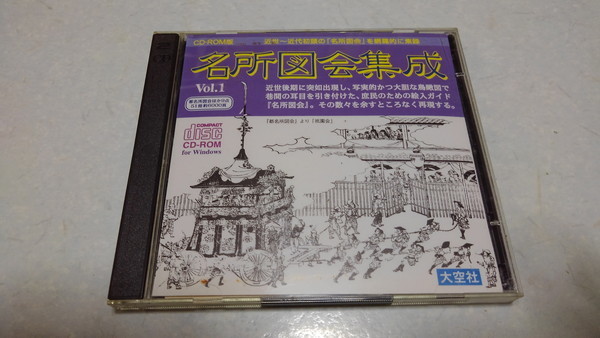 CD-ROM版 近世〜近代初頭の「名所図会」を網羅的に集録
名所図会集成
Vol.1
近世後期に突如出現し、写実的かつ大胆な鳥瞰図で
巷間の耳目を引き付けた、庶民のための絵入ガイド
『名所図会』。その数々を余すところなく再現する。
COMPACT
disc
CD-ROM
for Windows
大空社